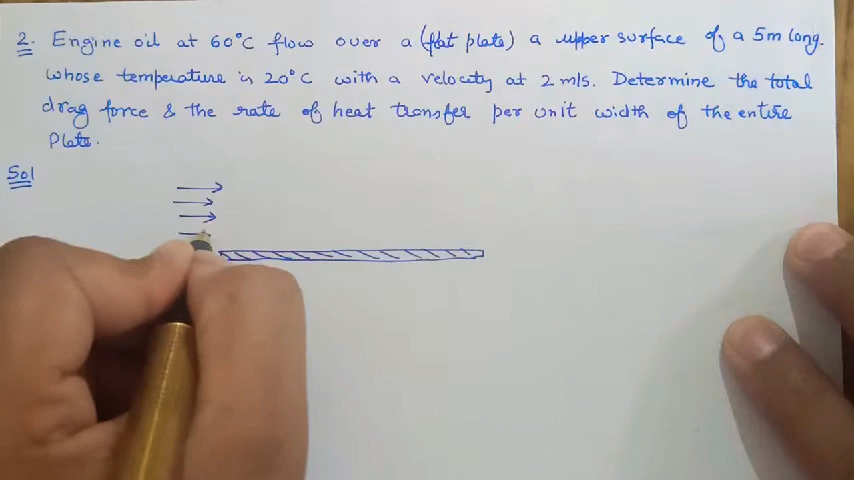 2. Engine oil at 60°C flow over a (flat plate) a upper surface of a 5m long.
whose temperature is 20°C with a velocity at 2 m/s. Determine the total
drag force & the rate of heat transfer per unit width of the entire
Plate.
Sol